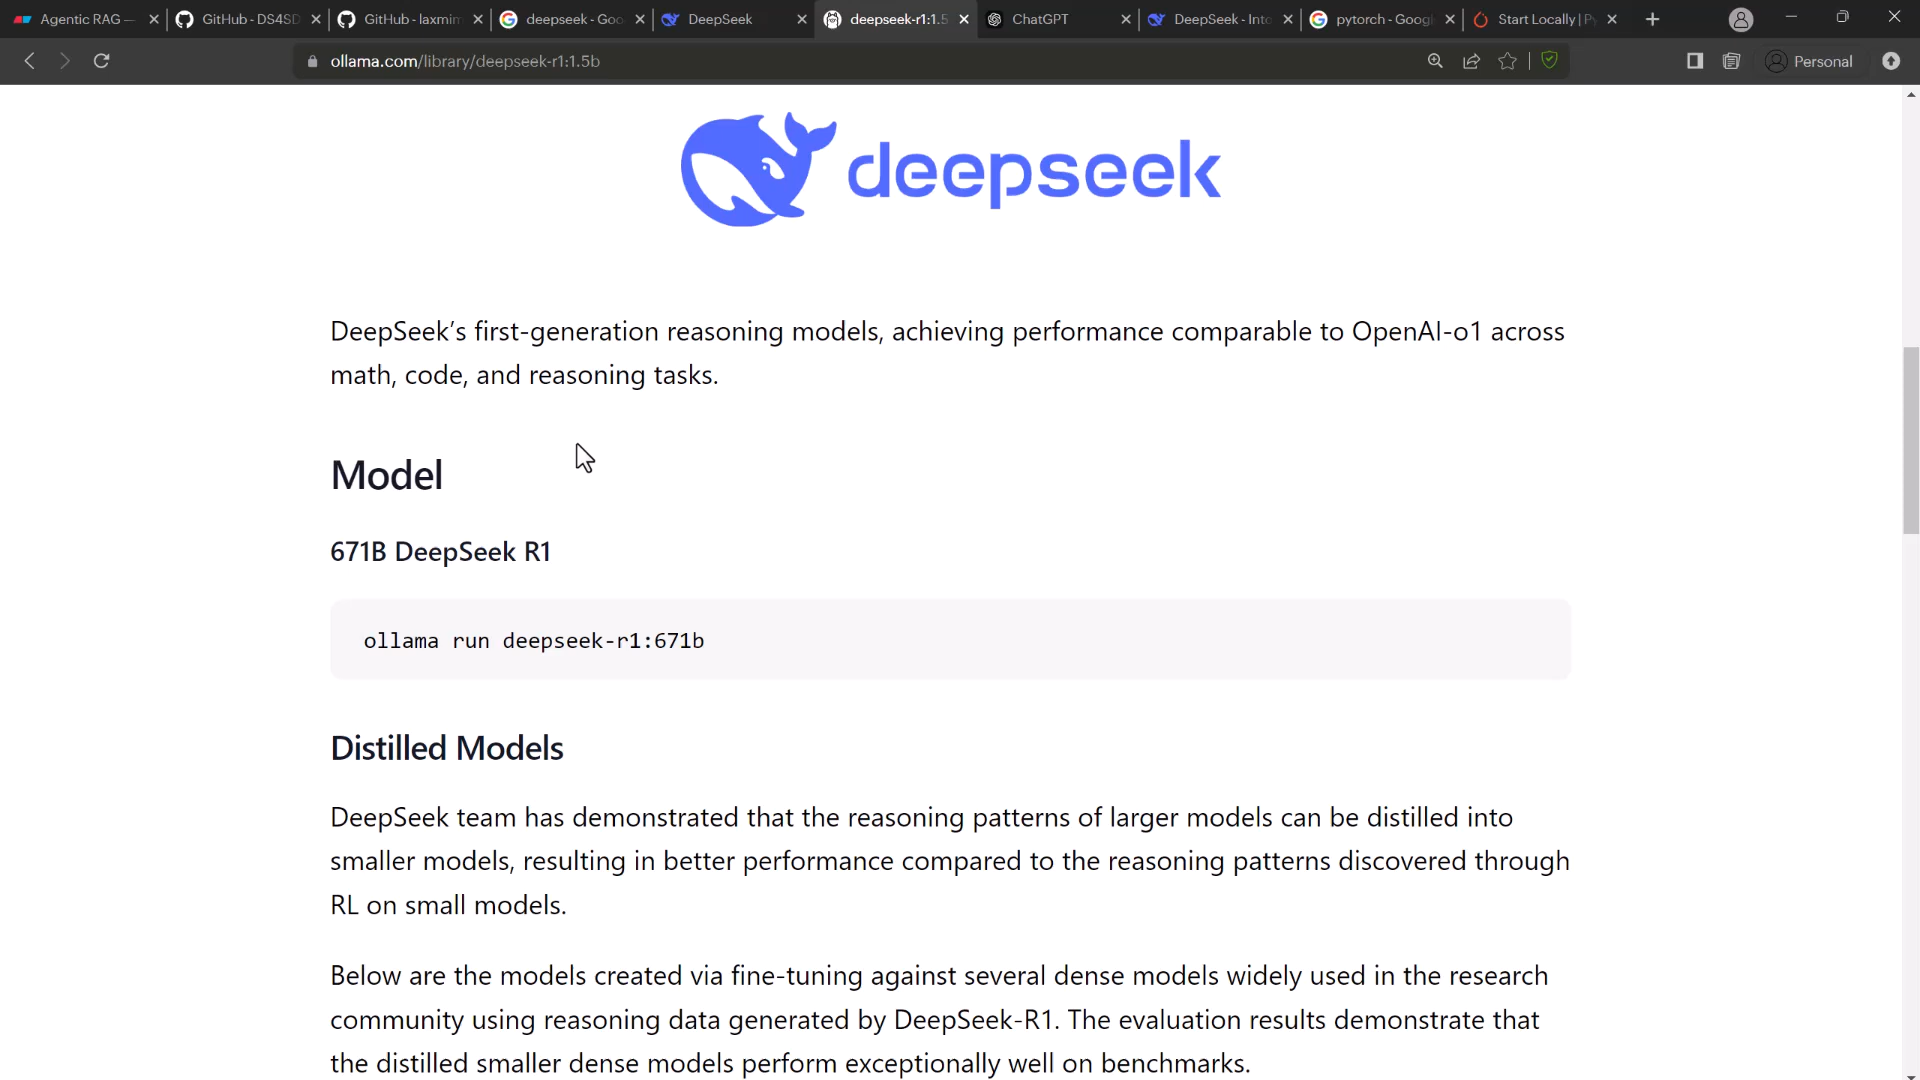 Agentic RAG —
GitHub - DS4SD
GitHub - laxmim
deepseek - Goo
DeepSeek
deepseek-r1:1.5
ChatGPT
DeepSeek - Into
pytorch - Googl
Start Locally | P
ollama.com/library/deepseek-r1:1.5b
Personal
deepseek
DeepSeek’s first-generation reasoning models, achieving performance comparable to OpenAI-o1 across
math, code, and reasoning tasks.
Model
671B DeepSeek R1
ollama run deepseek-r1:671b
Distilled Models
DeepSeek team has demonstrated that the reasoning patterns of larger models can be distilled into
smaller models, resulting in better performance compared to the reasoning patterns discovered through
RL on small models.
Below are the models created via fine-tuning against several dense models widely used in the research
community using reasoning data generated by DeepSeek-R1. The evaluation results demonstrate that
the distilled smaller dense models perform exceptionally well on benchmarks.